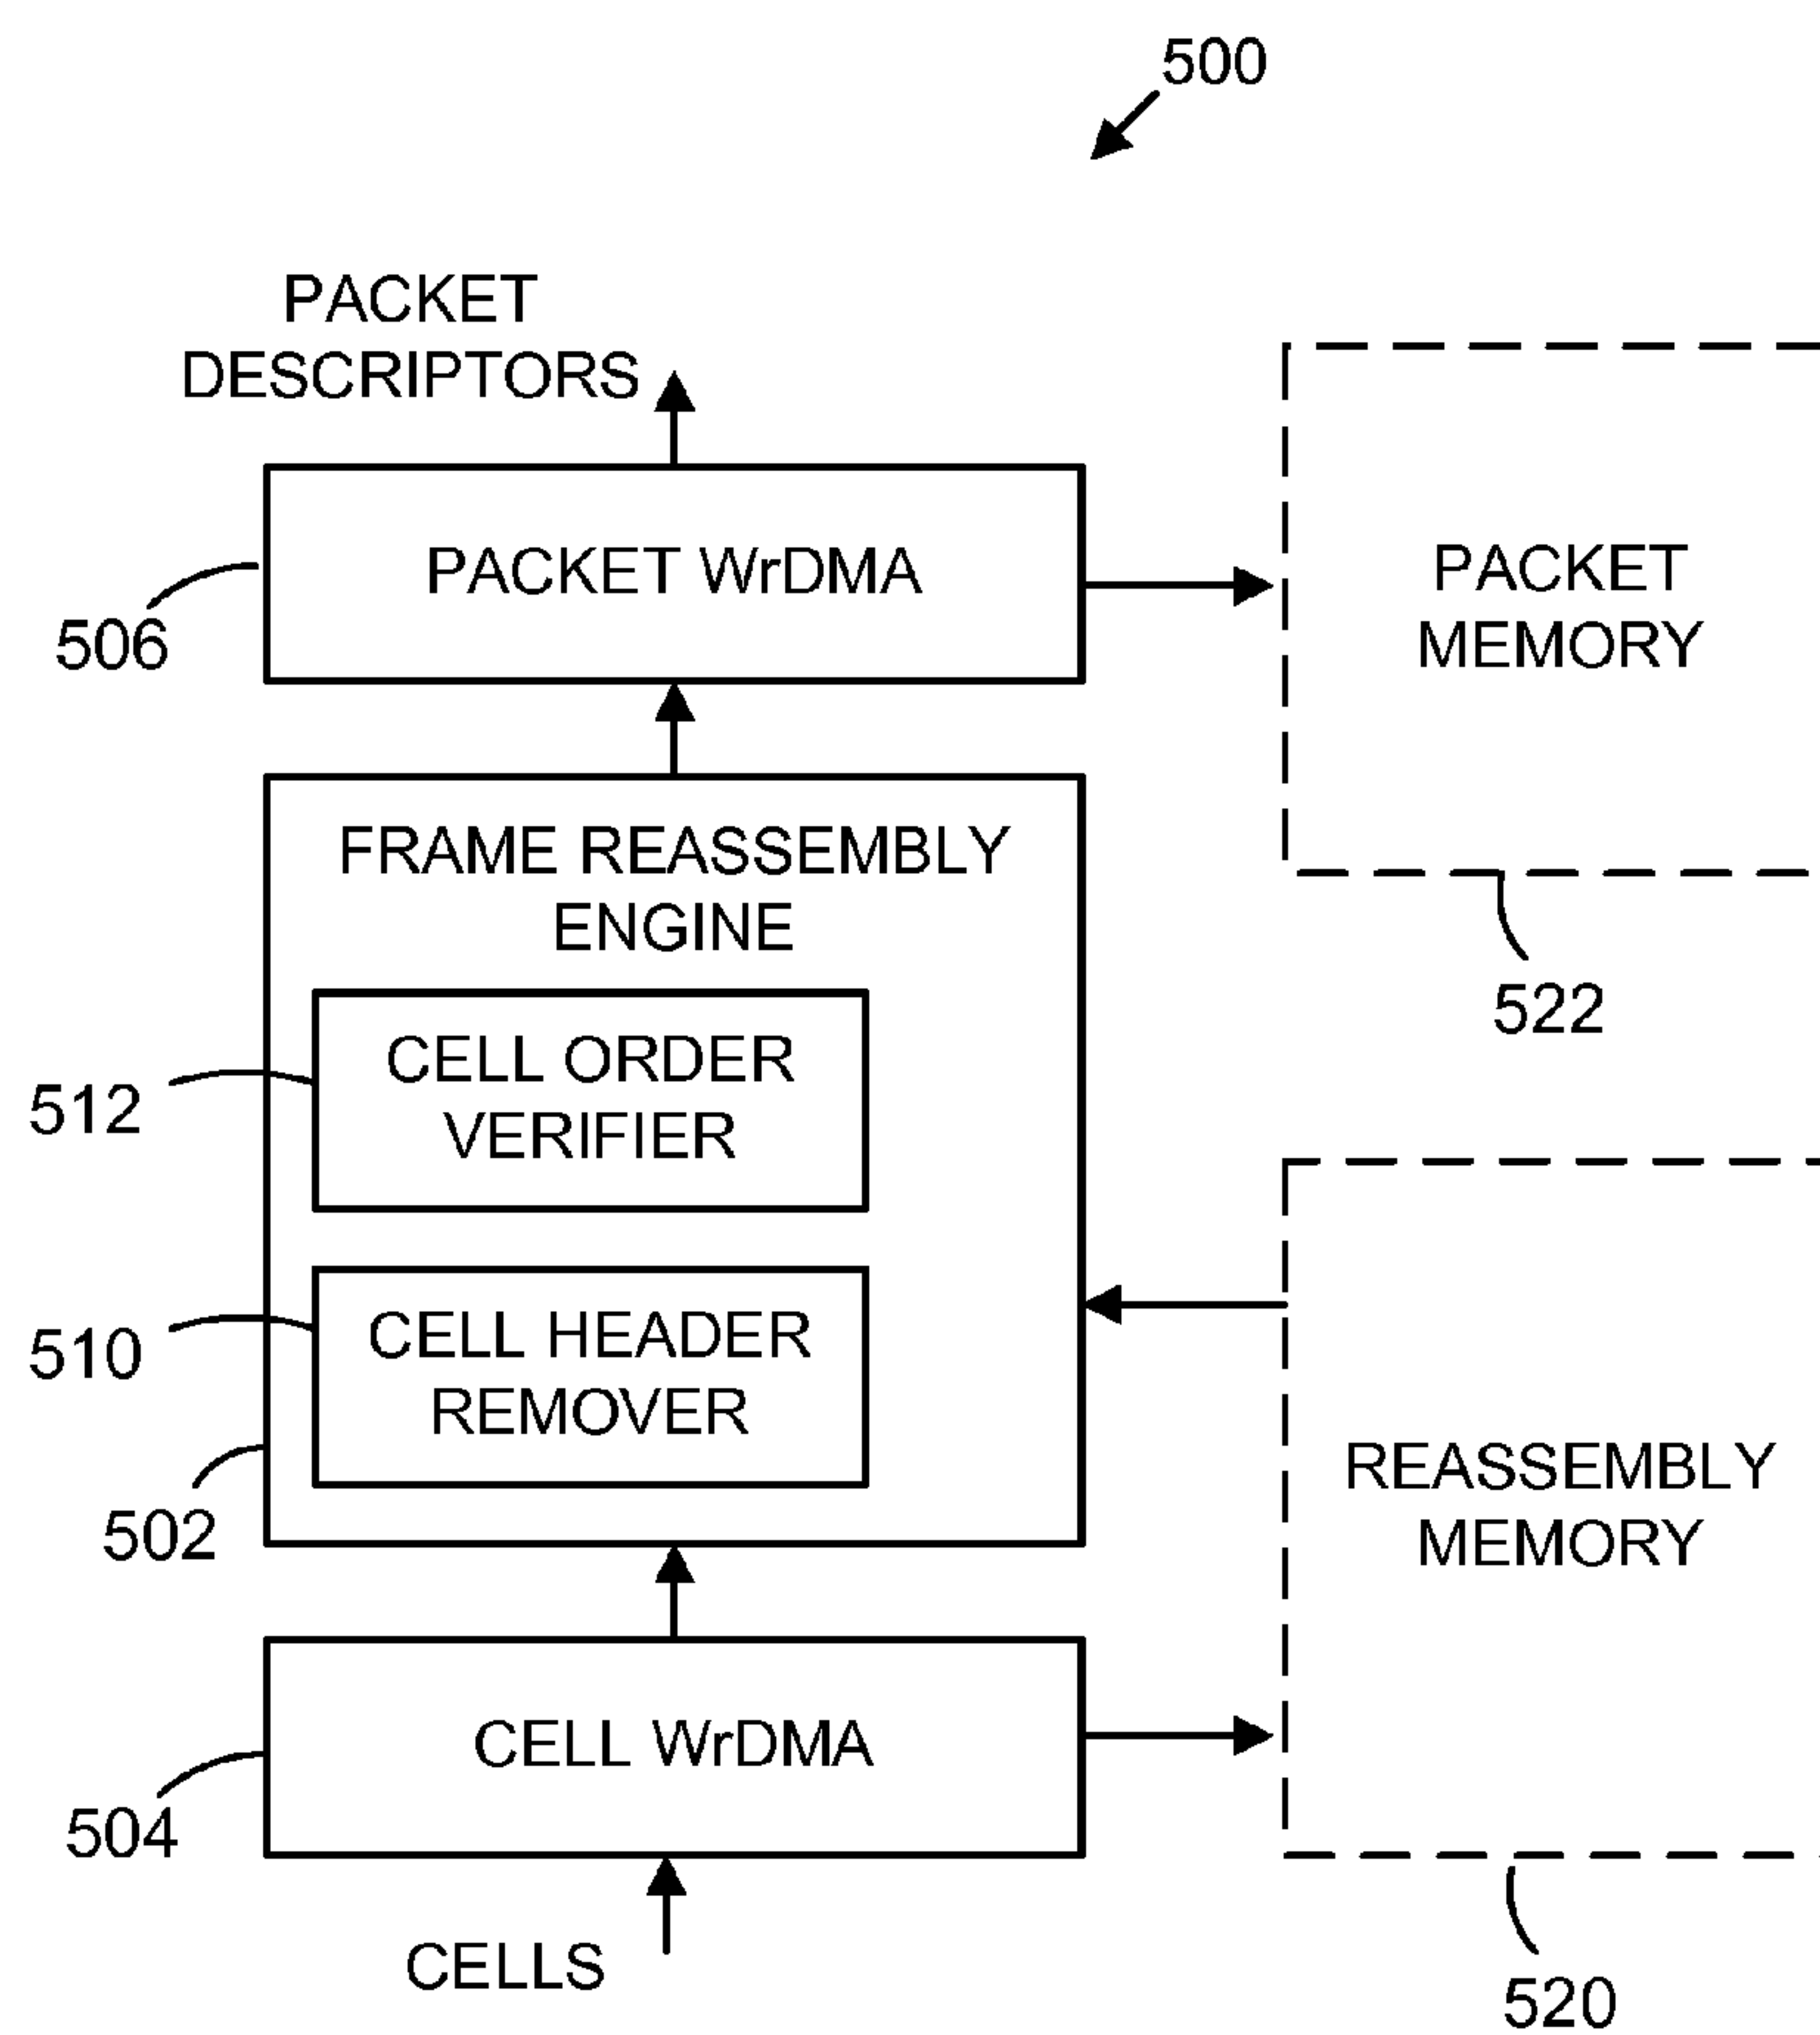 500
PACKET
DESCRIPTORS
PACKET WrDMA
506
PACKET
MEMORY
FRAME REASSEMBLY
ENGINE
522
CELL ORDER
VERIFIER
512
CELL HEADER
REMOVER
510
502
REASSEMBLY
MEMORY
CELL WrDMA
504
CELLS
520